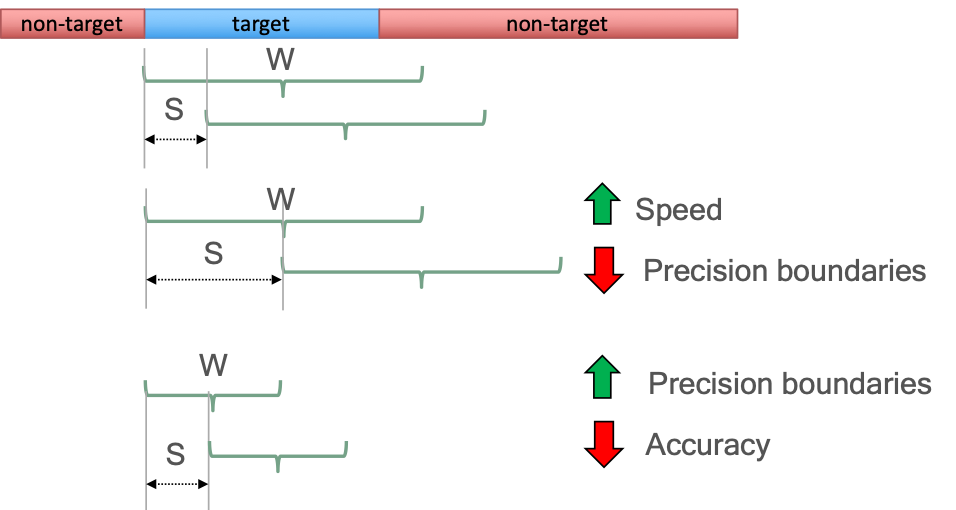 non-target target non-target
W
S
W
Speed
S
Precision boundaries
W
Precision boundaries
Accuracy
S